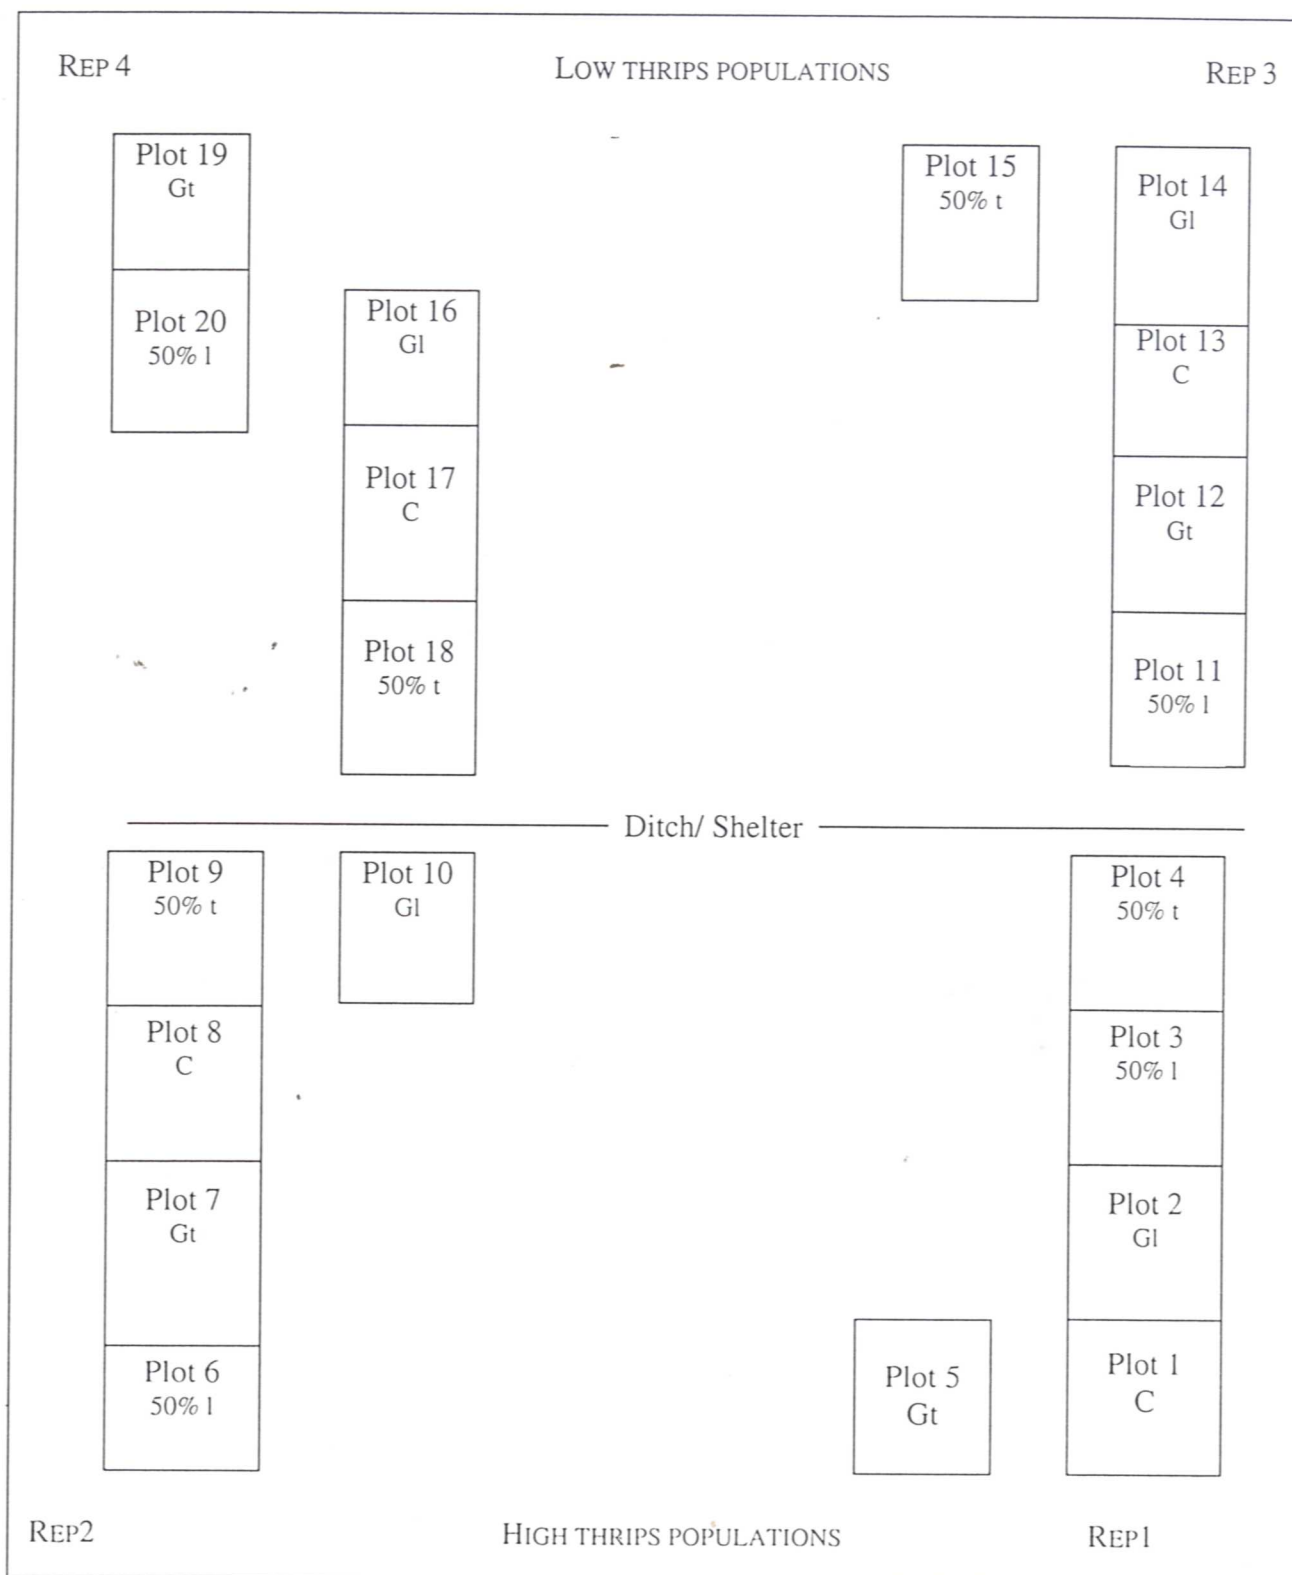 REP 4 LOW THRIPS POPULATIONS REP 3
Plot 19
Gt
Plot 20
50% l
Plot 16
Gl
Plot 17
C
Plot 18
50% t
Plot 15
50% t
Plot 14
Gl
Plot 13
C
Plot 12
Gt
Plot 11
50% l
Ditch/ Shelter
Plot 9
50% t
Plot 8
C
Plot 7
Gt
Plot 6
50% l
Plot 10
Gl
Plot 5
Gt
Plot 4
50% t
Plot 3
50% l
Plot 2
Gl
Plot 1
C
REP2 HIGH THRIPS POPULATIONS REP1